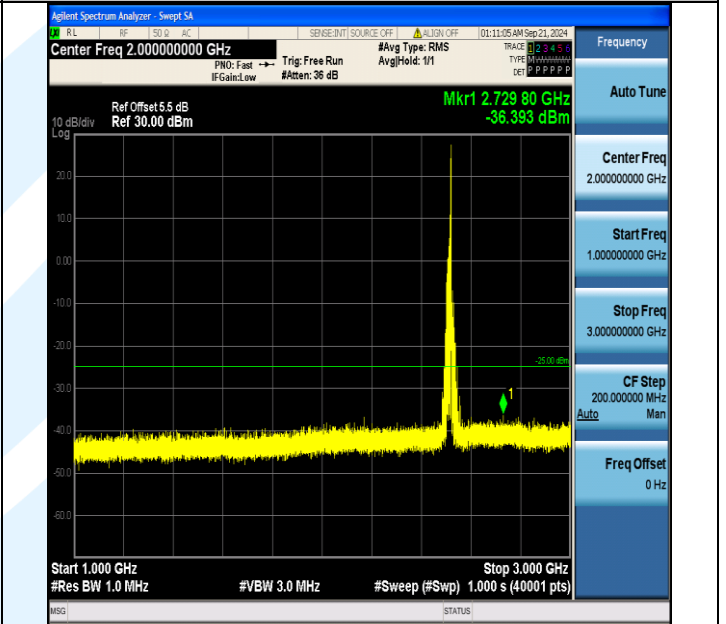 Agilent Spectrum Analyzer - Swept SA
RL RF 50 Ω AC SENSE:INT SOURCE OFF ALIGN OFF 01:11:05 AM Sep 21, 2024
Center Freq 2.000000000 GHz #Avg Type: RMS TRACE 1 2 3 4 5 6
PNO: Fast Trig: Free Run Avg|Hold: 1/1 TYPE M
IFGain:Low #Atten: 36 dB DET P P P P P P
Frequency
Auto Tune
Mkr1 2.729 80 GHz
-36.393 dBm
Ref Offset 5.5 dB
10 dB/div Ref 30.00 dBm
Log
20.0
10.0
0.00
-10.0
-20.0
-25.00 dBm
-30.0
1
-40.0
-50.0
-60.0
Center Freq
2.000000000 GHz
Start Freq
1.000000000 GHz
Stop Freq
3.000000000 GHz
CF Step
200.000000 MHz
Auto Man
Freq Offset
0 Hz
Start 1.000 GHz Stop 3.000 GHz
#Res BW 1.0 MHz #VBW 3.0 MHz #Sweep (#Swp) 1.000 s (40001 pts)
MSG STATUS